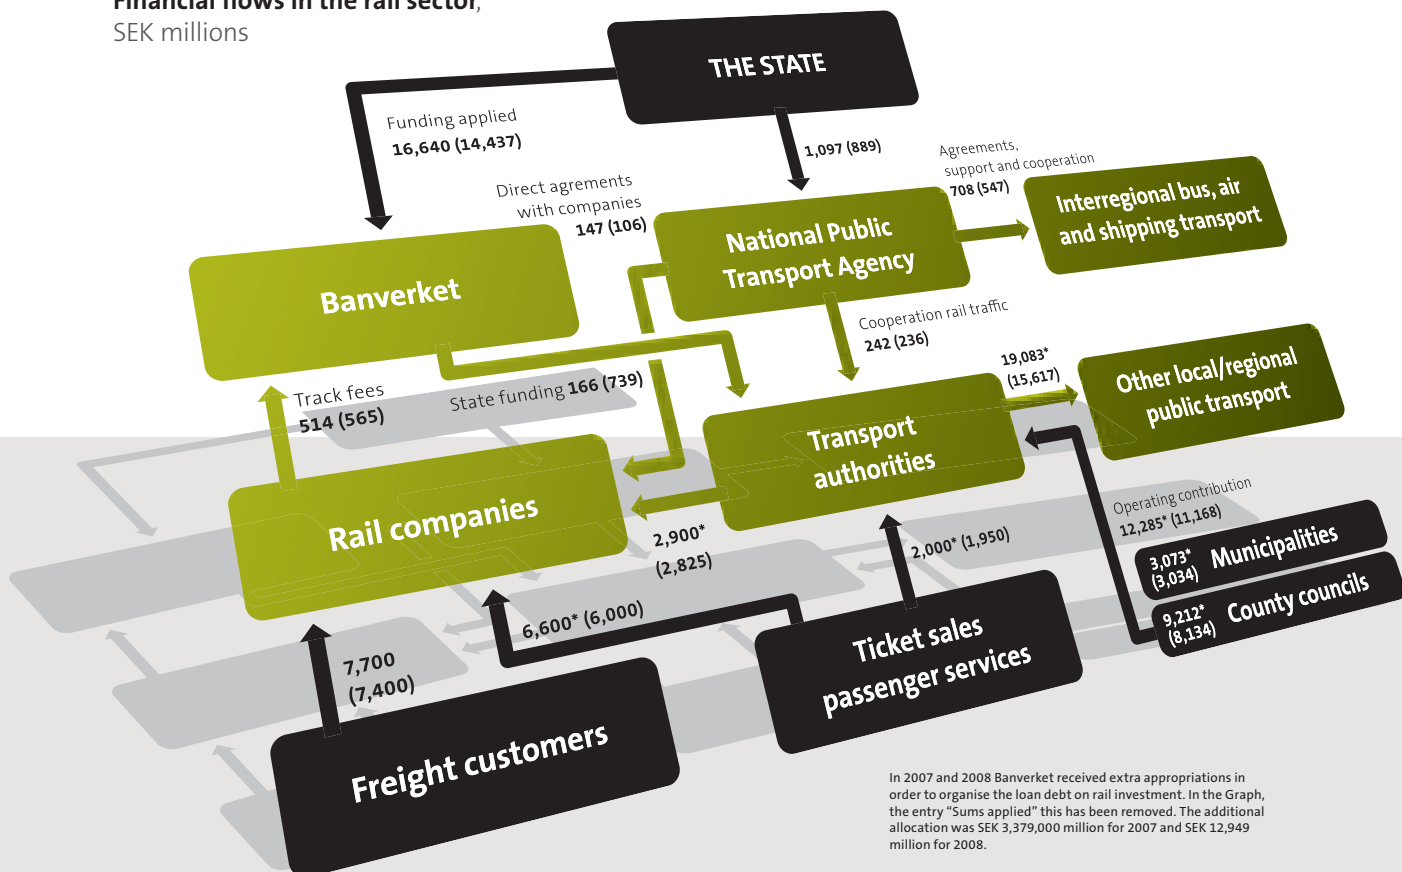 Financial flows in the rail sector,
SEK millions
THE STATE
Funding applied
16,640 (14,437)
1,097 (889)
Agreements,
support and cooperation
708 (547)
Interregional bus, air
and shipping transport
Direct agrements
with companies
147 (106)
National Public
Transport Agency
Banverket
Cooperation rail traffic
242 (236)
19,083*
(15,617)
Other local/regional
public transport
Track fees
514 (565)
State funding 166 (739)
Transport
authorities
Rail companies
2,900*
(2,825)
2,000* (1,950)
Operating contribution
12,285* (11,168)
3,073*
(3,034)
Municipalities
9,212*
(8,134)
County councils
6,600* (6,000)
Ticket sales
passenger services
7,700
(7,400)
Freight customers
In 2007 and 2008 Banverket received extra appropriations in
order to organise the loan debt on rail investment. In the Graph,
the entry “Sums applied” this has been removed. The additional
allocation was SEK 3,379,000 million for 2007 and SEK 12,949
million for 2008.